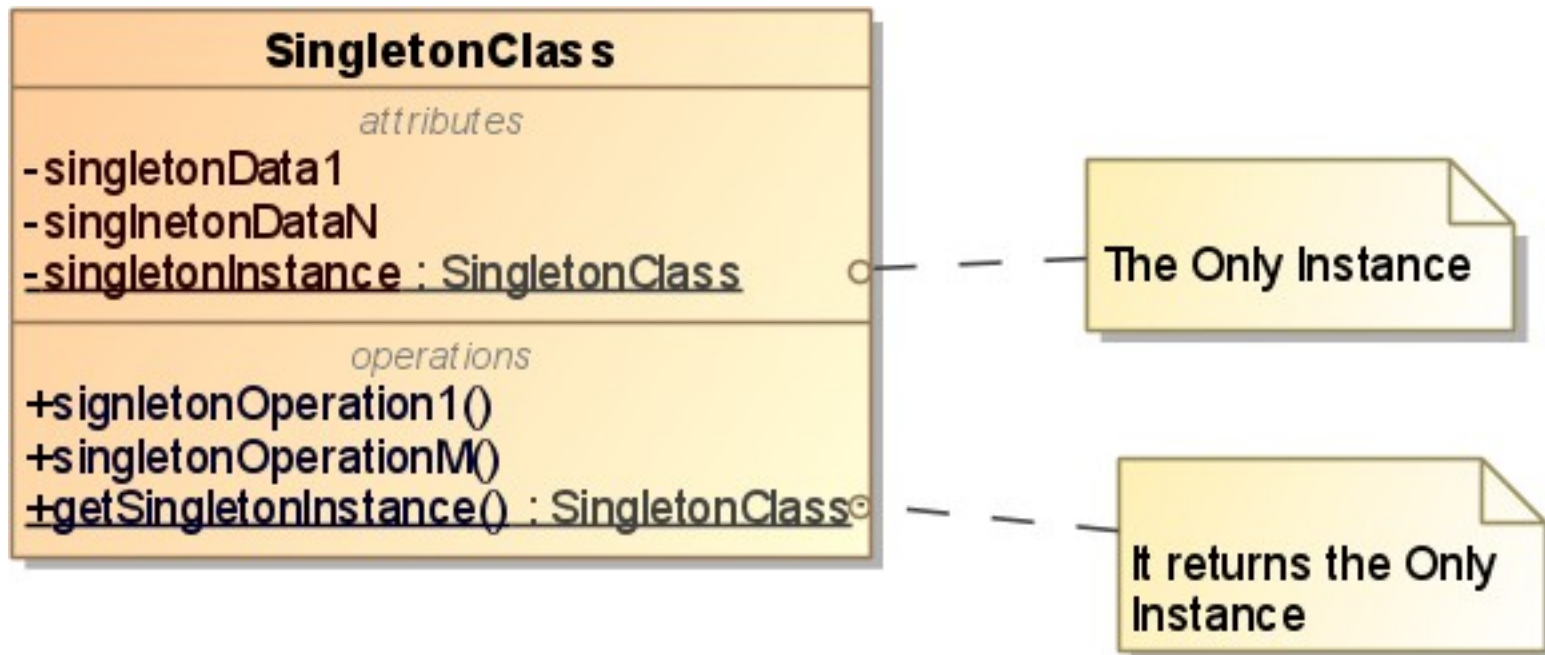 SingletonClass
attributes
-singletonData1
-singlnetonDataN
-singletonInstance : SingletonClass
The Only Instance
operations
+signletonOperation1()
+singletonOperationM()
+getSingletonInstance() : SingletonClass
It returns the Only
Instance